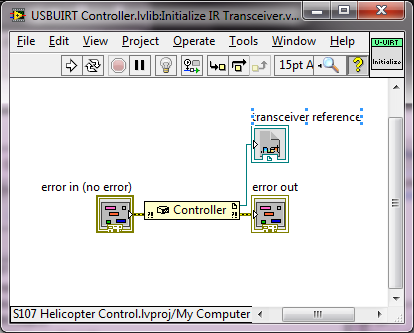 USBUIRT Controller.lvlib:Initialize IR Transceiver.v...
File Edit View Project Operate Tools Window Help
15pt A
U-UIRT
Initialize
transceiver reference
.net
error in (no error)
error out
Controller
S107 Helicopter Control.lvproj/My Computer